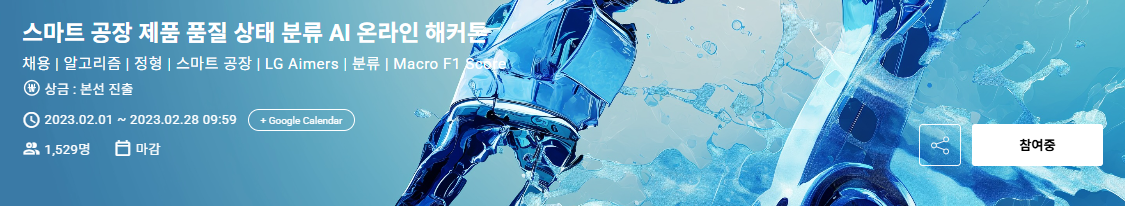 스마트 공장 제품 품질 상태 분류 AI 온라인 해커톤
채용 | 알고리즘 | 정형 | 스마트 공장 | LG Aimers | 분류 | Macro F1 Score
₩ 상금 : 본선 진출
2023.02.01 ~ 2023.02.28 09:59 + Google Calendar
1,529명 마감
참여중